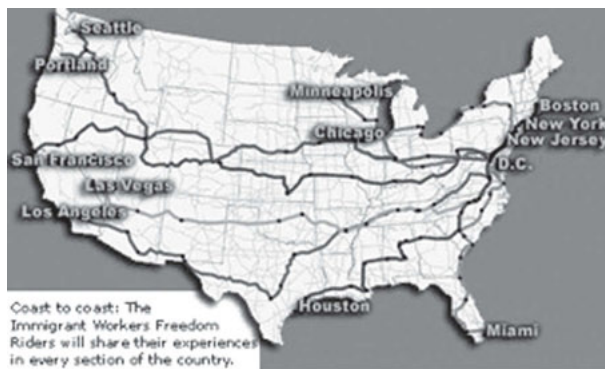 Seattle
Portland
Minneapolis
Boston
New York
Chicago
New Jersey
San Francisco
D.C.
Las Vegas
Los Angeles
Houston
Miami
Coast to coast: The
Immigrant Workers Freedom
Riders will share their experiences
in every section of the country.